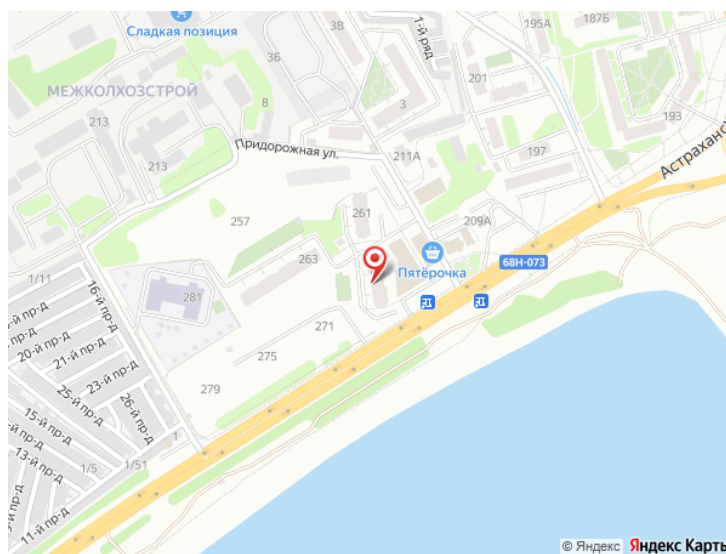 Сладкая позиция
3В
1-й ряд
195А
187Б
3Б
201
МЕЖКОЛХОЗСТРОЙ
8
3
193
213
Придорожная ул.
197
213
211А
Астраханс
257
261
209А
263
Пятёрочка
68Н-073
1/11
16-й пр-д
281
271
20-й пр-д
21-й пр-д
275
23-й пр-д
25-й пр-д
279
26-й пр-д
15-й пр-д
1
13-й пр-д
1/5
1/51
11-й пр-д
© Яндекс Яндекс Карты